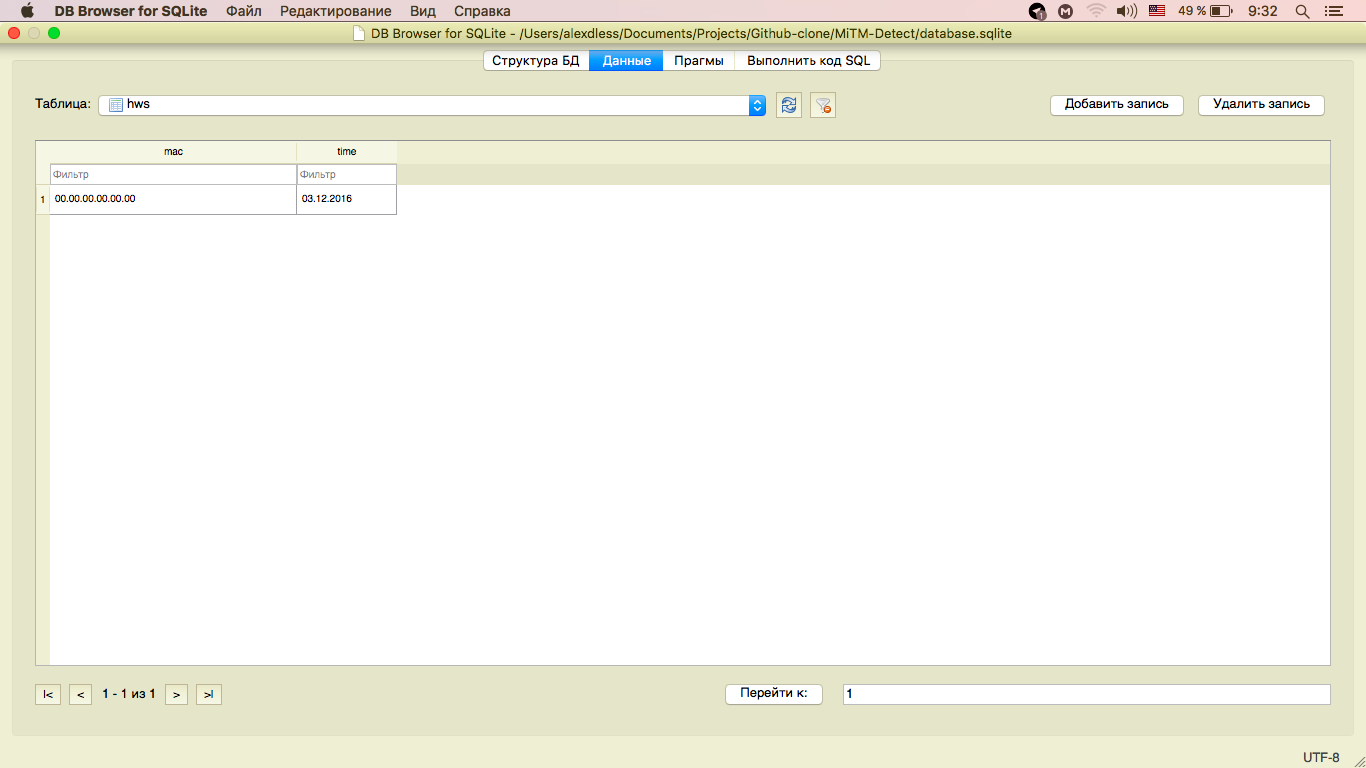 DB Browser for SQLite Файл Редактирование Вид Справка 49 % 9:32
DB Browser for SQLite - /Users/alexdless/Documents/Projects/Github-clone/MiTM-Detect/database.sqlite
Структура БД Данные Прагмы Выполнить код SQL
Таблица: hws Добавить запись Удалить запись
mac time
Фильтр Фильтр
1 00.00.00.00.00.00 03.12.2016
|< < 1 - 1 из 1 > >| Перейти к: 1
UTF-8